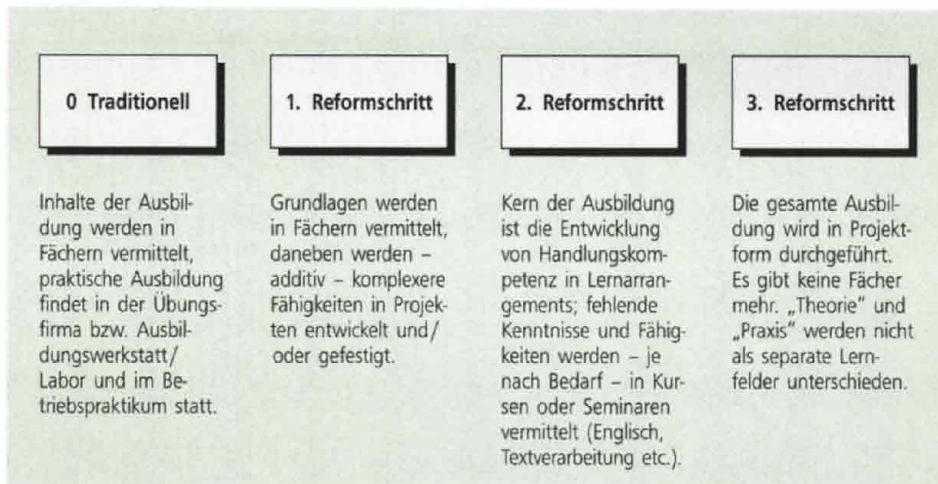 0 Traditionell
Inhalte der Ausbil-
dung werden in
Fächern vermittelt,
praktische Ausbildung
findet in der Übungs-
firma bzw. Ausbil-
dungswerkstatt/
Labor und im Be-
triebspraktikum statt.
1. Reformschritt
Grundlagen werden
in Fächern vermittelt,
daneben werden –
additiv – komplexere
Fähigkeiten in Projek-
ten entwickelt und/
oder gefestigt.
2. Reformschritt
Kern der Ausbildung
ist die Entwicklung
von Handlungskom-
petenz in Lernarran-
gements; fehlende
Kenntnisse und Fähig-
keiten werden – je
nach Bedarf – in Kur-
sen oder Seminaren
vermittelt (Englisch,
Textverarbeitung etc.).
3. Reformschritt
Die gesamte Ausbil-
dung wird in Projekt-
form durchgeführt.
Es gibt keine Fächer
mehr. „Theorie" und
„Praxis" werden nicht
als separate Lern-
felder unterschieden.